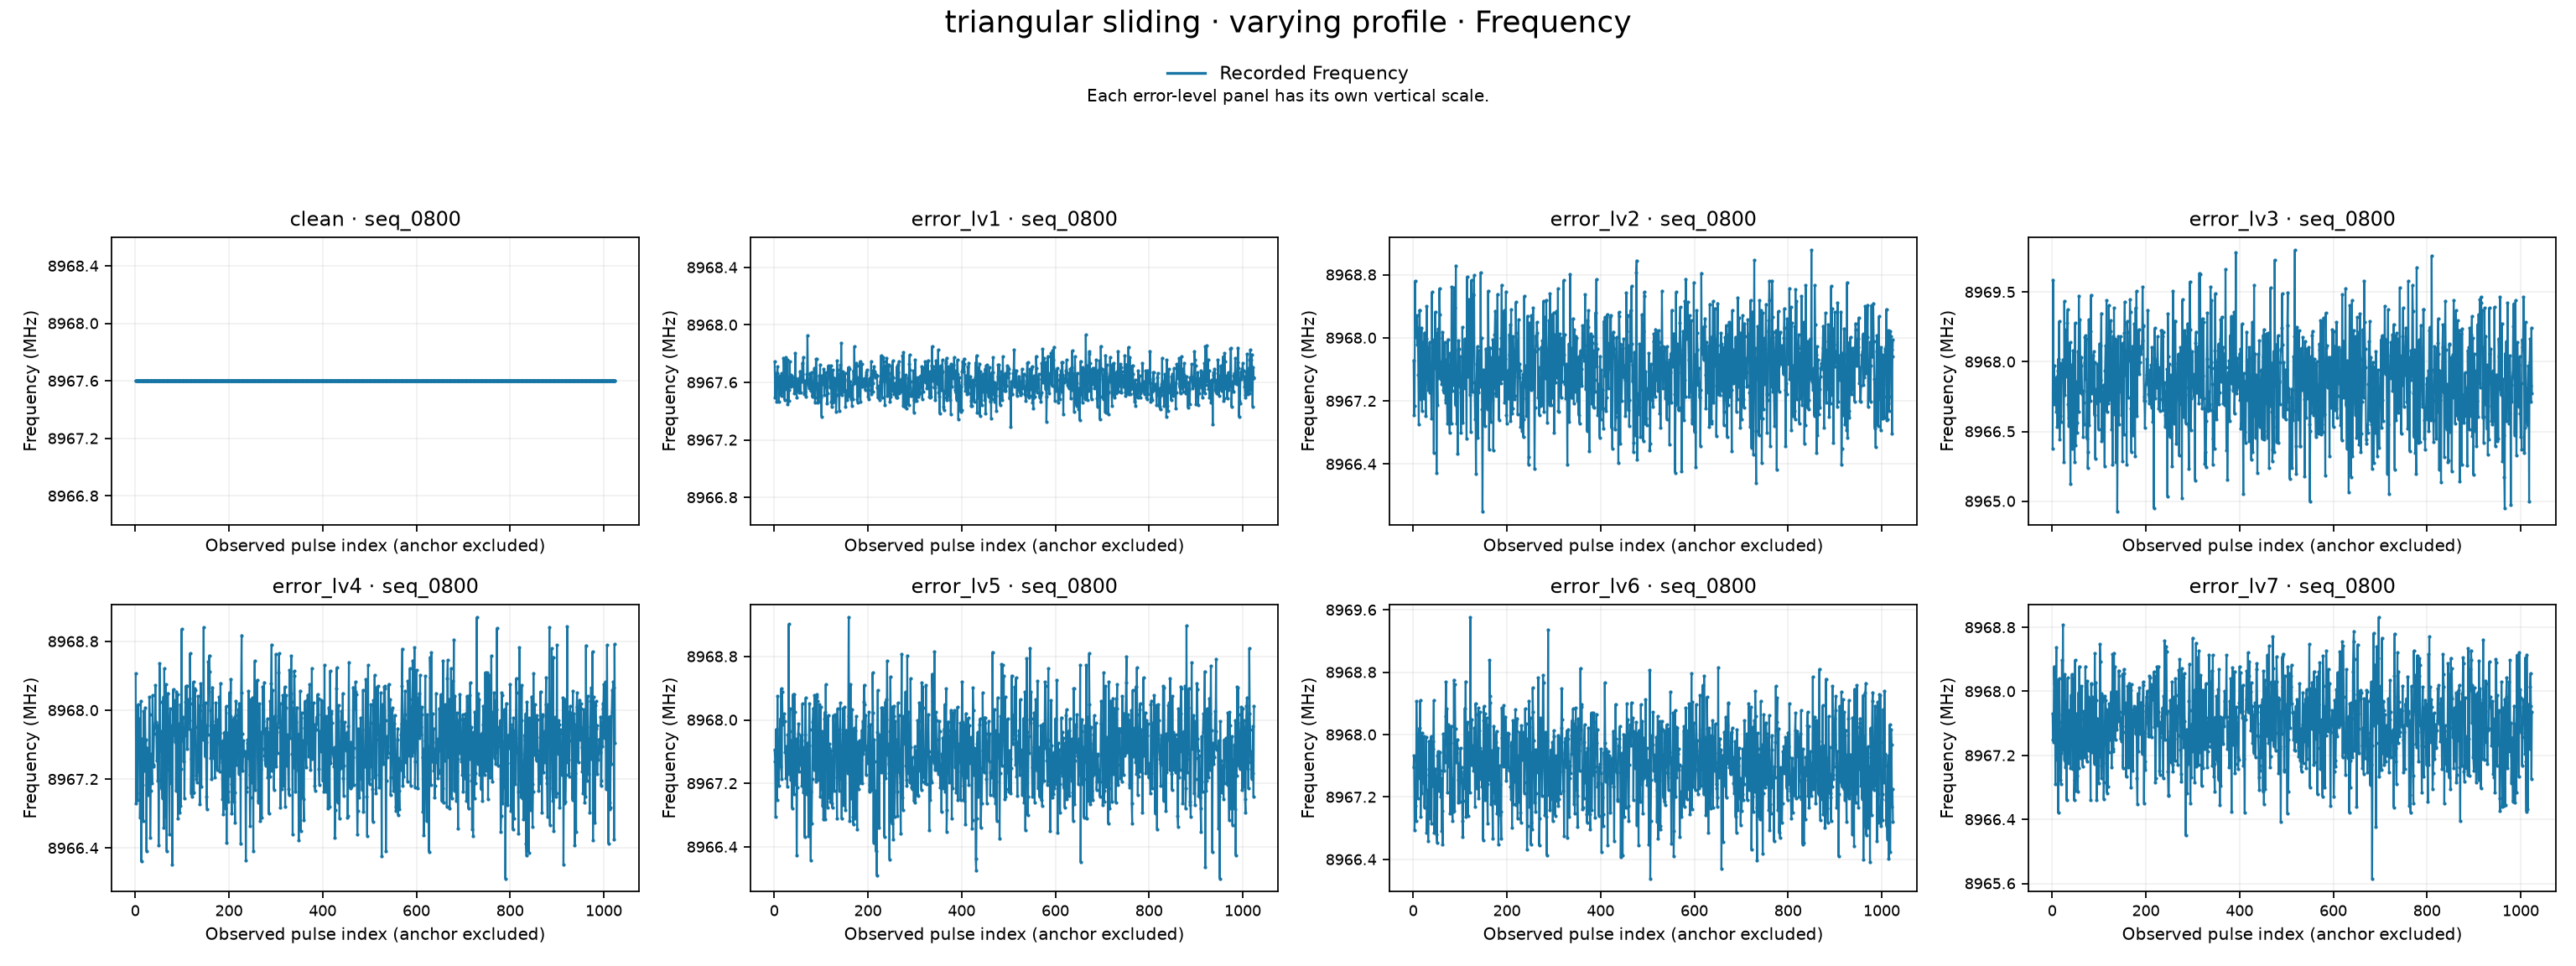 triangular sliding · varying profile · Frequency
Recorded Frequency
Each error-level panel has its own vertical scale.
clean · seq_0800
error_lv1 · seq_0800
error_lv2 · seq_0800
error_lv3 · seq_0800
Frequency (MHz)
8968.4
8968.0
8967.6
8967.2
8966.8
Observed pulse index (anchor excluded)
Frequency (MHz)
8968.4
8968.0
8967.6
8967.2
8966.8
Observed pulse index (anchor excluded)
Frequency (MHz)
8968.8
8968.0
8967.2
8966.4
Observed pulse index (anchor excluded)
Frequency (MHz)
8969.5
8968.0
8966.5
8965.0
Observed pulse index (anchor excluded)
error_lv4 · seq_0800
error_lv5 · seq_0800
error_lv6 · seq_0800
error_lv7 · seq_0800
Frequency (MHz)
8968.8
8968.0
8967.2
8966.4
0 200 400 600 800 1000
Observed pulse index (anchor excluded)
Frequency (MHz)
8968.8
8968.0
8967.2
8966.4
0 200 400 600 800 1000
Observed pulse index (anchor excluded)
Frequency (MHz)
8969.6
8968.8
8968.0
8967.2
8966.4
0 200 400 600 800 1000
Observed pulse index (anchor excluded)
Frequency (MHz)
8968.8
8968.0
8967.2
8966.4
8965.6
0 200 400 600 800 1000
Observed pulse index (anchor excluded)